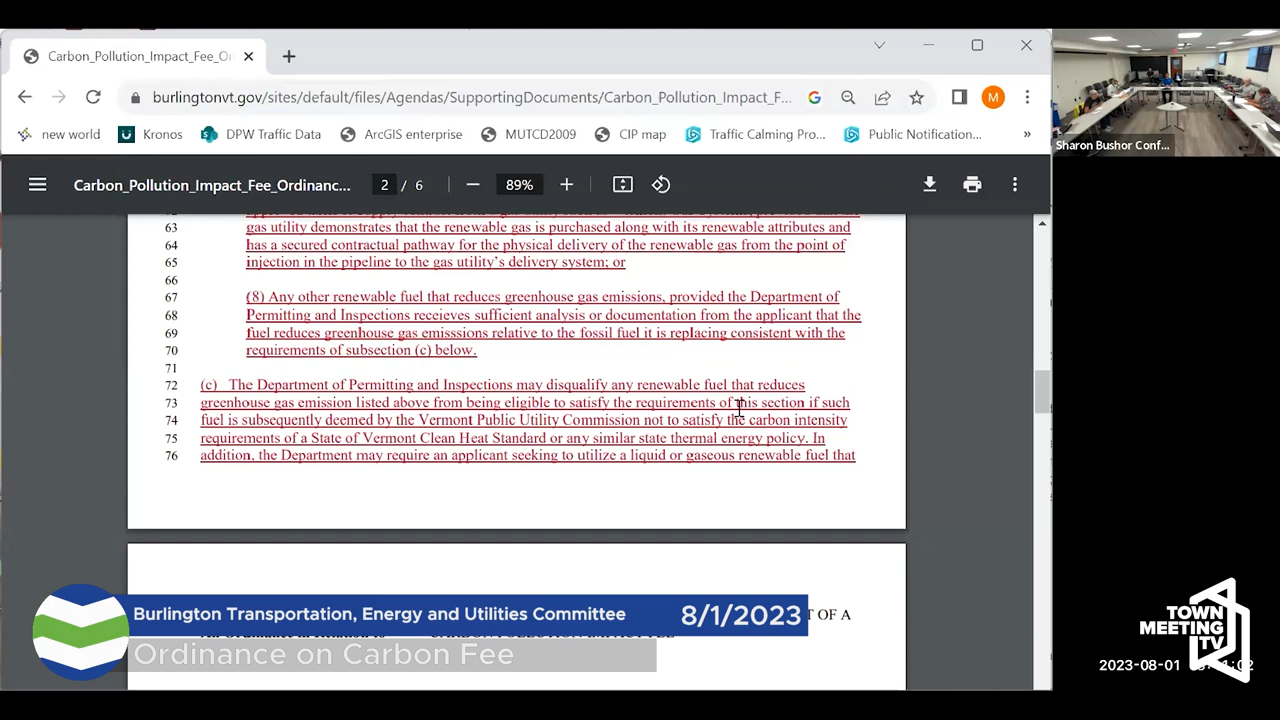 Carbon_Pollution_Impact_Fee_Or
burlingtonvt.gov/sites/default/files/Agendas/SupportingDocuments/Carbon_Pollution_Impact_F...
M
new world
Kronos
DPW Traffic Data
ArcGIS enterprise
MUTCD2009
CIP map
Traffic Calming Pro...
Public Notification...
»
Carbon_Pollution_Impact_Fee_Ordinanc...
2 / 6
89%
63 gas utility demonstrates that the renewable gas is purchased along with its renewable attributes and
64 has a secured contractual pathway for the physical delivery of the renewable gas from the point of
65 injection in the pipeline to the gas utility's delivery system; or
66
67 (8) Any other renewable fuel that reduces greenhouse gas emissions, provided the Department of
68 Permitting and Inspections recieves sufficient analysis or documentation from the applicant that the
69 fuel reduces greenhouse gas emisssions relative to the fossil fuel it is replacing consistent with the
70 requirements of subsection (c) below.
71
72 (c) The Department of Permitting and Inspections may disqualify any renewable fuel that reduces
73 greenhouse gas emission listed above from being eligible to satisfy the requirements of this section if such
74 fuel is subsequently deemed by the Vermont Public Utility Commission not to satisfy the carbon intensity
75 requirements of a State of Vermont Clean Heat Standard or any similar state thermal energy policy. In
76 addition, the Department may require an applicant seeking to utilize a liquid or gaseous renewable fuel that
T OF A
Burlington Transportation, Energy and Utilities Committee 8/1/2023
Ordinance on Carbon Fee
Sharon Bushor Conf...
TOWN
MEETING
TV
2023-08-01